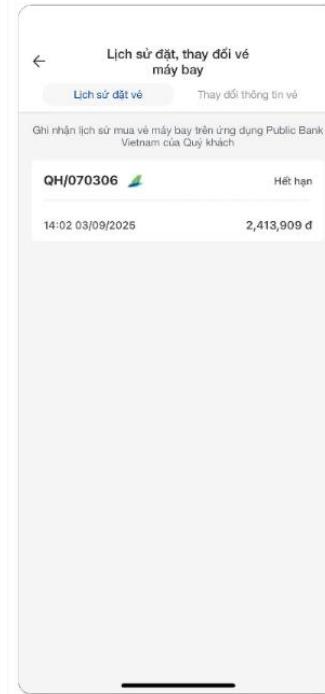 Lịch sử đặt, thay đổi vé
máy bay
Lịch sử đặt vé
Thay đổi thông tin vé
Ghi nhận lịch sử mua vé máy bay trên ứng dụng Public Bank
Vietnam của Quý khách
QH/070306
Hết hạn
14:02 03/09/2025
2,413,909 đ